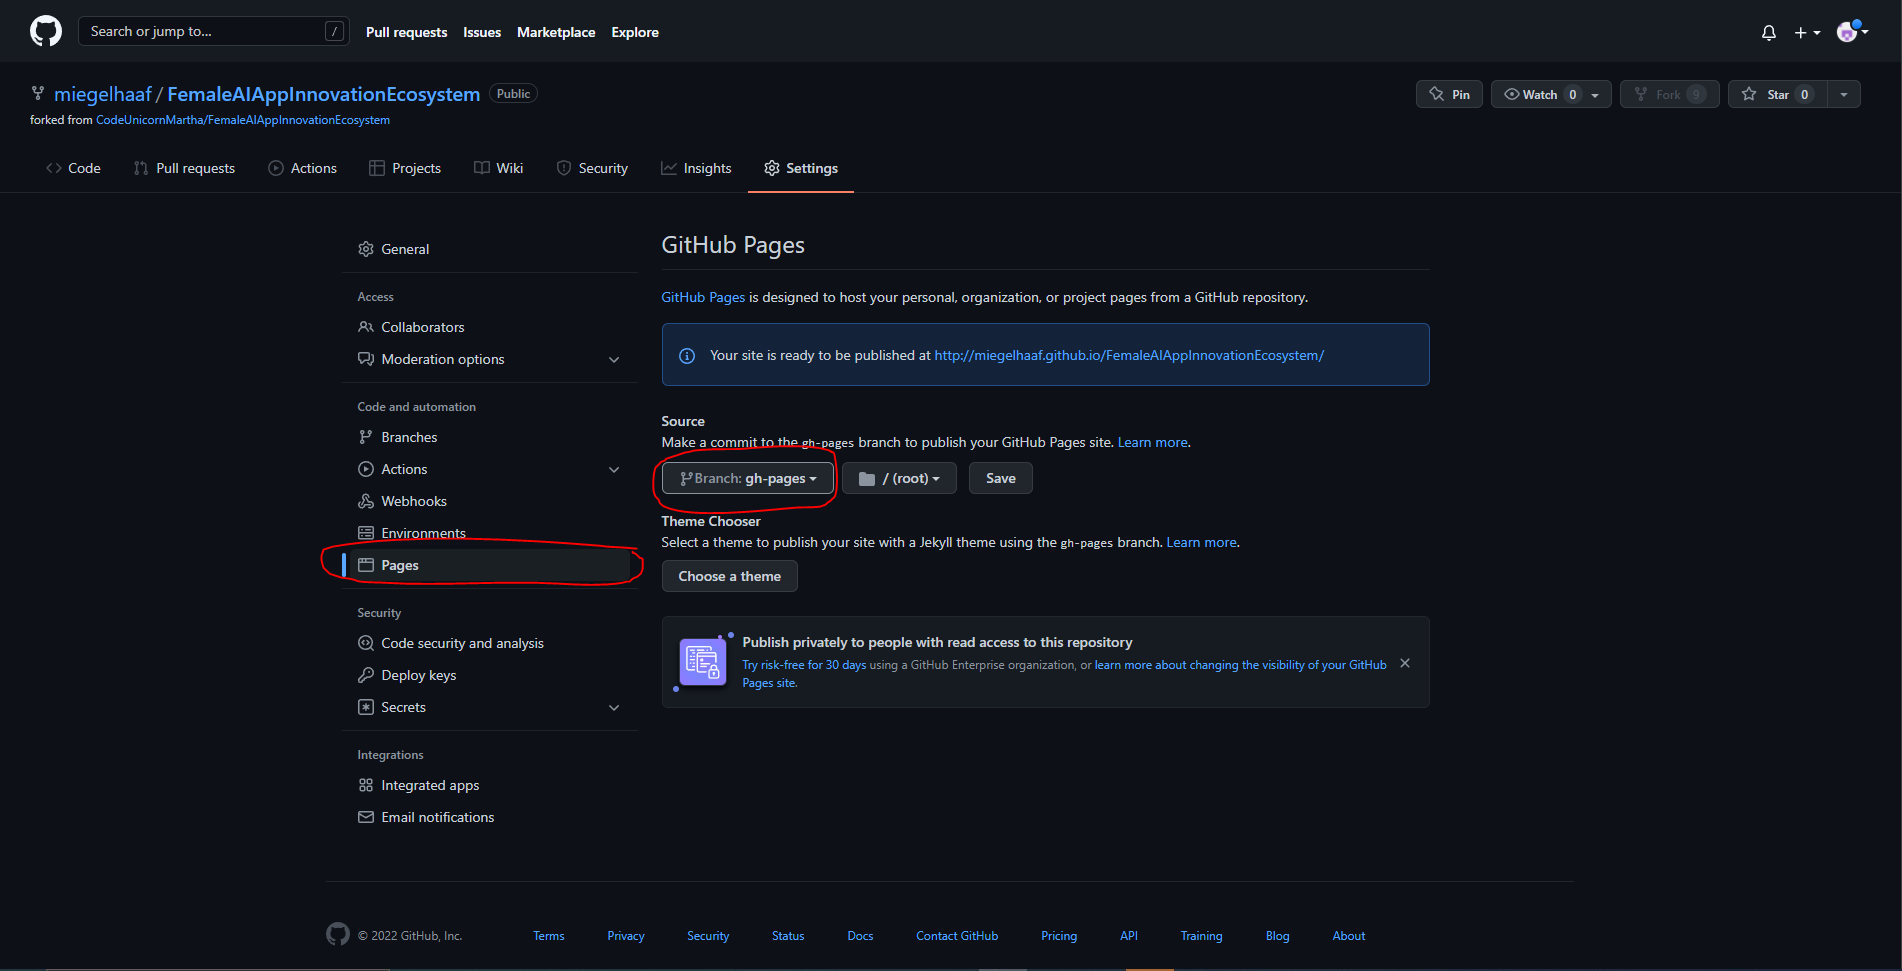 Search or jump to... /
Pull requests Issues Marketplace Explore
miegelhaaf / FemaleAIAppInnovationEcosystem Public
Pin Watch 0 Fork 9 Star 0
forked from CodeUnicornMartha/FemaleAIAppInnovationEcosystem
Code Pull requests Actions Projects Wiki Security Insights Settings
General
Access
Collaborators
Moderation options
Code and automation
Branches
Actions
Webhooks
Environments
Pages
Security
Code security and analysis
Deploy keys
Secrets
Integrations
Integrated apps
Email notifications
GitHub Pages
GitHub Pages is designed to host your personal, organization, or project pages from a GitHub repository.
Your site is ready to be published at http://miegelhaaf.github.io/FemaleAIAppInnovationEcosystem/
Source
Make a commit to the gh-pages branch to publish your GitHub Pages site. Learn more.
Branch: gh-pages / (root) Save
Theme Chooser
Select a theme to publish your site with a Jekyll theme using the gh-pages branch. Learn more.
Choose a theme
Publish privately to people with read access to this repository
Try risk-free for 30 days using a GitHub Enterprise organization, or learn more about changing the visibility of your GitHub
Pages site.
© 2022 GitHub, Inc. Terms Privacy Security Status Docs Contact GitHub Pricing API Training Blog About